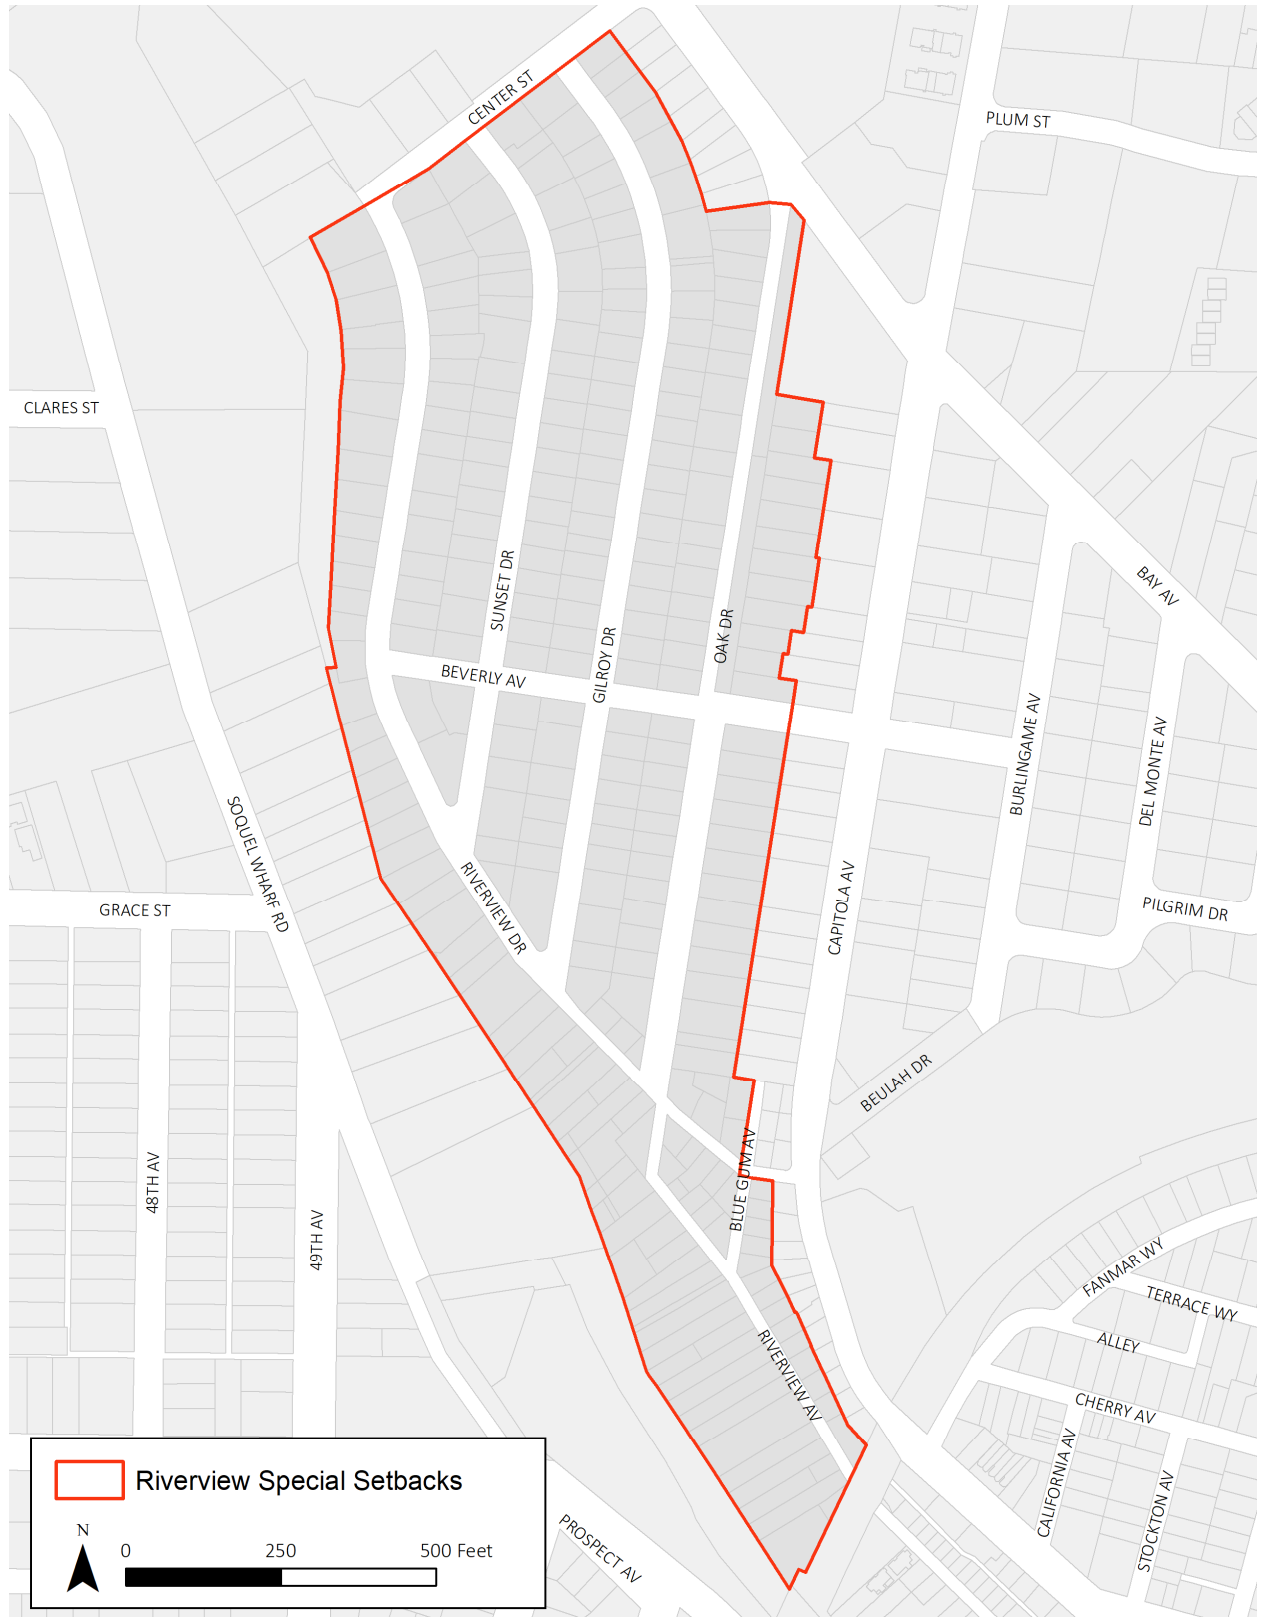 CENTER ST
PLUM ST
CLARES ST
SUNSET DR
BAY AV
OAK DR
GILROY DR
BEVERLY AV
BURLINGAME AV
DEL MONTE AV
SOQUEL WHARF RD
RIVERVIEW DR
CAPITOLA AV
GRACE ST
PILGRIM DR
BEULAH DR
BLUE GUM AV
48TH AV
49TH AV
FANMAR WY
TERRACE WY
ALLEY
RIVERVIEW AV
CHERRY AV
CALIFORNIA AV
STOCKTON AV
PROSPECT AV
Riverview Special Setbacks
N
0 250 500 Feet